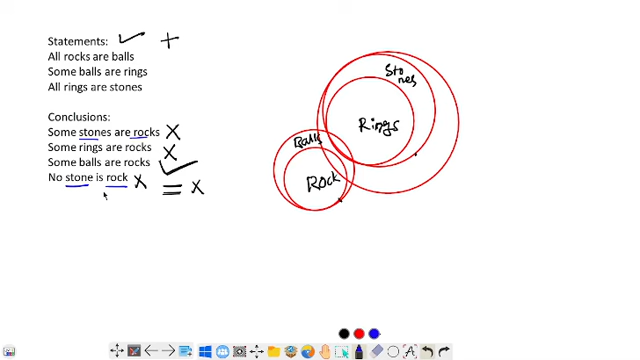 Statements:
All rocks are balls
Some balls are rings
All rings are stones
Conclusions:
Some stones are rocks
Some rings are rocks
Some balls are rocks
No stone is rock
Stones
Rings
Balls
Rock